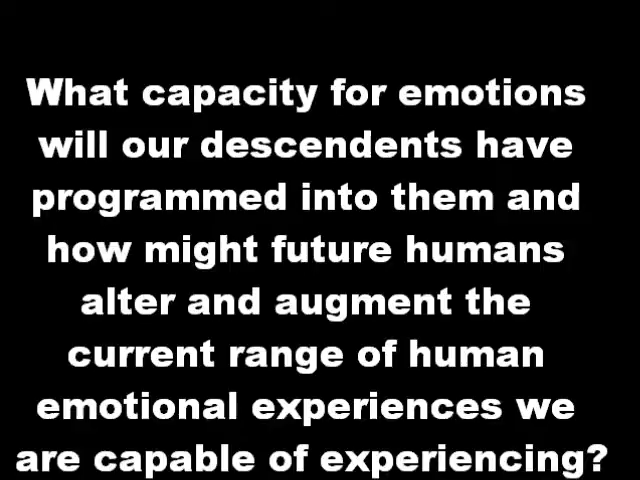 What capacity for emotions
will our descendents have
programmed into them and
how might future humans
alter and augment the
current range of human
emotional experiences we
are capable of experiencing?